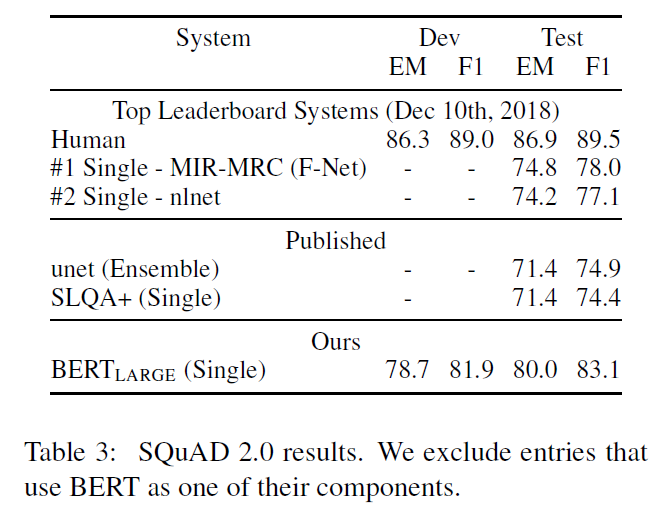 System Dev Test
EM F1 EM F1
Top Leaderboard Systems (Dec 10th, 2018)
Human 86.3 89.0 86.9 89.5
#1 Single - MIR-MRC (F-Net) - - 74.8 78.0
#2 Single - nlnet - - 74.2 77.1
Published
unet (Ensemble) - - 71.4 74.9
SLQA+ (Single) - 71.4 74.4
Ours
BERTLARGE (Single) 78.7 81.9 80.0 83.1
Table 3: SQuAD 2.0 results. We exclude entries that
use BERT as one of their components.